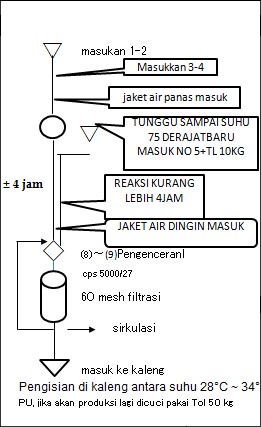 masukan 1-2
Masukkan 3-4
jaket air panas masuk
TUNGGU SAMPAI SUHU
75 DERAJATBARU
MASUK NO 5+TL 10KG
± 4 jam
REAKSI KURANG
LEBIH 4JAM
JAKET AIR DINGIN MASUK
(8)～(9)Pengenceranl
cps 5000/27
60 mesh filtrasi
sirkulasi
masuk ke kaleng
Pengisian di kaleng antara suhu 28°C ~ 34°
PU, jika akan produksi lagi dicuci pakai Tol 50 kg